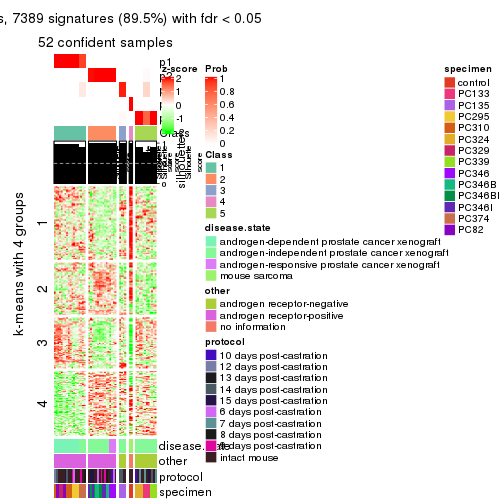 s, 7389 signatures (89.5%) with fdr < 0.05
52 confident samples
p1
z-score
2
1
0
-1
Prob
1
0.8
0.6
0.4
0.2
0
Class
silhouette
k-means with 4 groups
1
2
3
4
Class
1
2
3
4
5
disease.state
androgen-dependent prostate cancer xenograft
androgen-independent prostate cancer xenograft
androgen-responsive prostate cancer xenograft
mouse sarcoma
other
androgen receptor-negative
androgen receptor-positive
no information
protocol
10 days post-castration
12 days post-castration
13 days post-castration
14 days post-castration
15 days post-castration
6 days post-castration
7 days post-castration
8 days post-castration
9 days post-castration
intact mouse
other
protocol
specimen
specimen
control
PC133
PC135
PC295
PC310
PC324
PC329
PC339
PC346
PC346B
PC346BI
PC346I
PC374
PC82